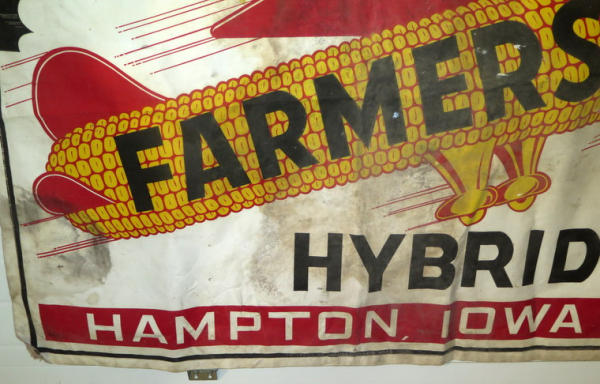 FARMERS
HYBRID
HAMPTON, IOWA